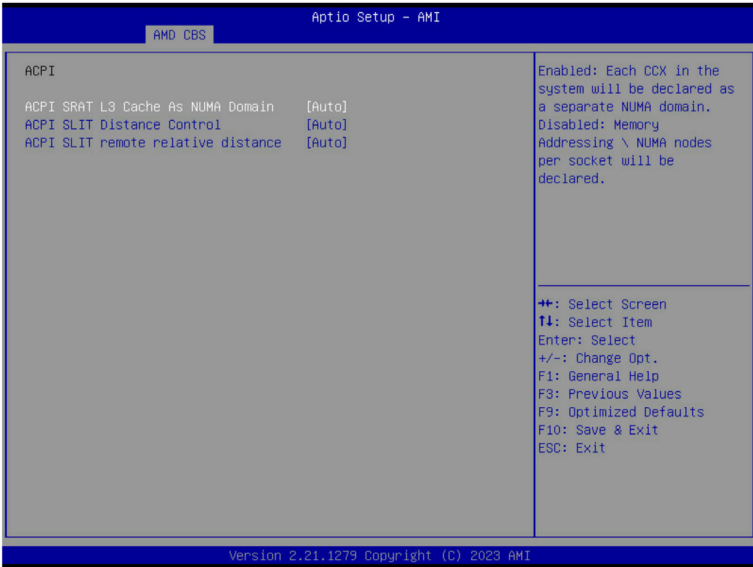 Aptio Setup – AMI
AMD CBS
ACPI
ACPI SRAT L3 Cache As NUMA Domain [Auto]
ACPI SLIT Distance Control [Auto]
ACPI SLIT remote relative distance [Auto]
Enabled: Each CCX in the
system will be declared as
a separate NUMA domain.
Disabled: Memory
Addressing \ NUMA nodes
per socket will be
declared.
→←: Select Screen
↑↓: Select Item
Enter: Select
+/-: Change Opt.
F1: General Help
F3: Previous Values
F9: Optimized Defaults
F10: Save & Exit
ESC: Exit
Version 2.21.1279 Copyright (C) 2023 AMI